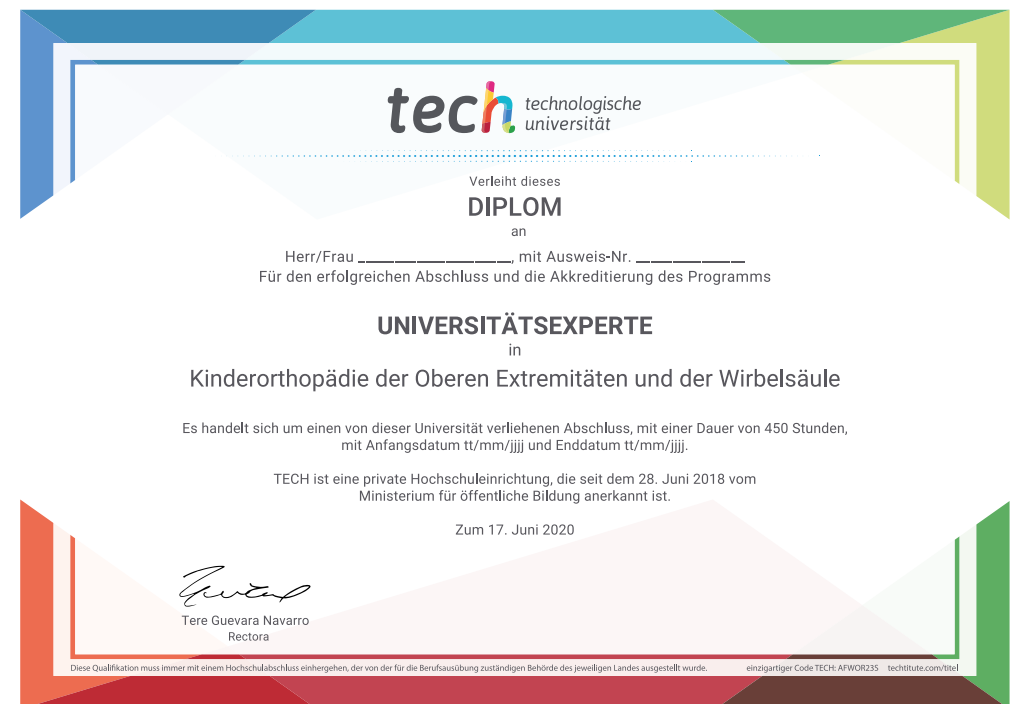 tech technologische
universität
Verleiht dieses
DIPLOM
an
Herr/Frau ____________________, mit Ausweis-Nr. ______________
Für den erfolgreichen Abschluss und die Akkreditierung des Programms
UNIVERSITÄTSEXPERTE
in
Kinderorthopädie der Oberen Extremitäten und der Wirbelsäule
Es handelt sich um einen von dieser Universität verliehenen Abschluss, mit einer Dauer von 450 Stunden,
mit Anfangsdatum tt/mm/jjjj und Enddatum tt/mm/jjjj.
TECH ist eine private Hochschuleinrichtung, die seit dem 28. Juni 2018 vom
Ministerium für öffentliche Bildung anerkannt ist.
Zum 17. Juni 2020
Tere Guevara Navarro
Rectora
Diese Qualifikation muss immer mit einem Hochschulabschluss einhergehen, der von der für die Berufsausübung zuständigen Behörde des jeweiligen Landes ausgestellt wurde. einzigartiger Code TECH: AFWOR23S techtitute.com/titel